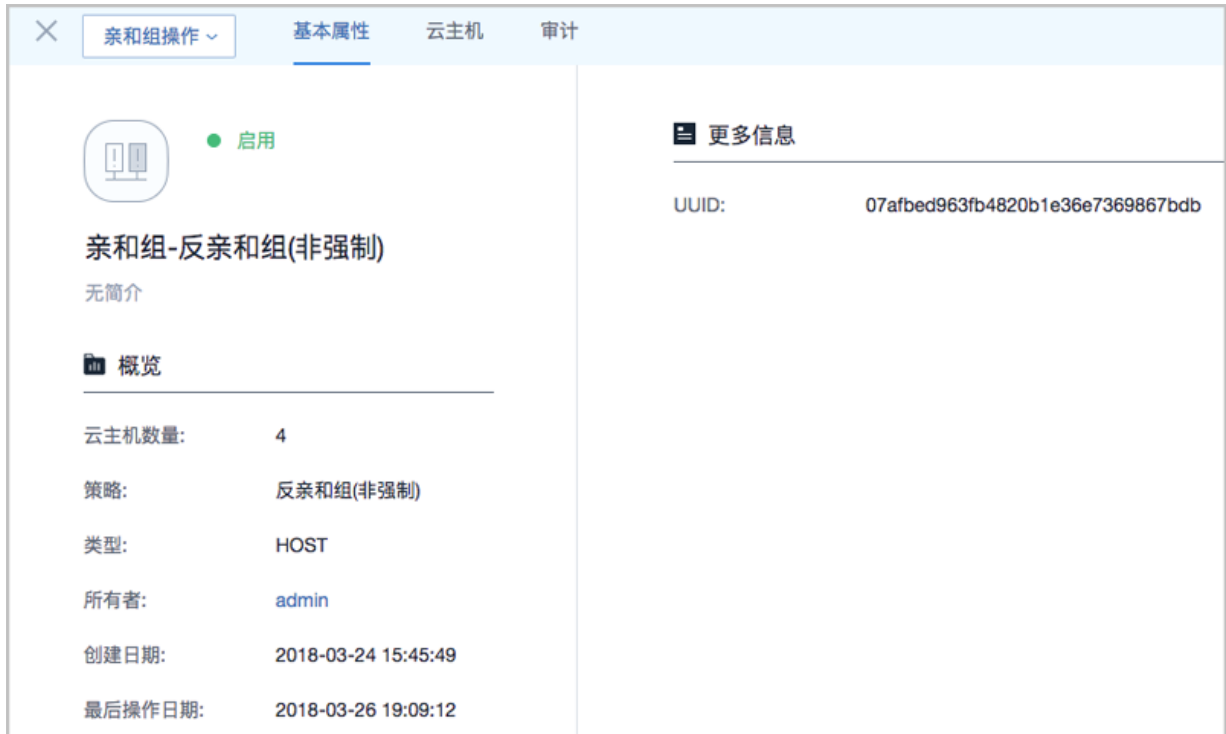 亲和组操作 基本属性 云主机 审计
启用
亲和组-反亲和组(非强制)
无简介
概览
云主机数量: 4
策略: 反亲和组(非强制)
类型: HOST
所有者: admin
创建日期: 2018-03-24 15:45:49
最后操作日期: 2018-03-26 19:09:12
更多信息
UUID: 07afbed963fb4820b1e36e7369867bdb